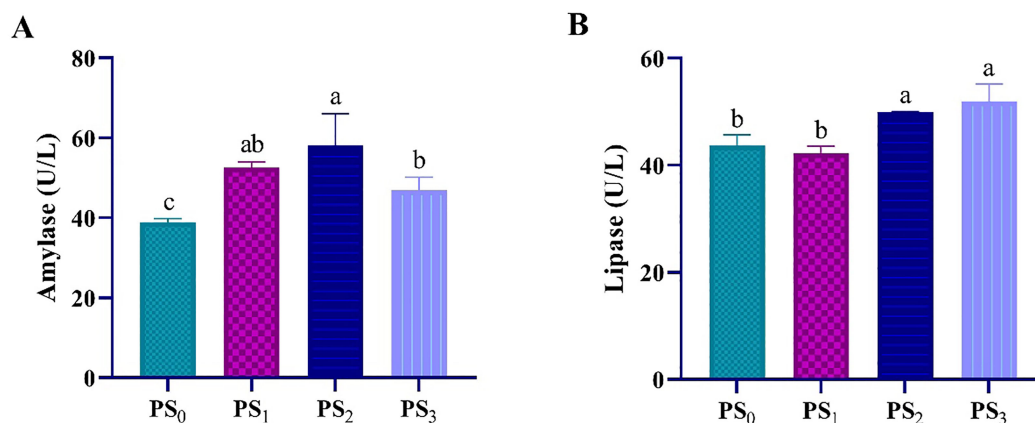 A
Amylase (U/L)
80
60
40
20
0
c
ab
a
b
PS₀
PS₁
PS₂
PS₃
B
Lipase (U/L)
60
40
20
0
b
b
a
a
PS₀
PS₁
PS₂
PS₃